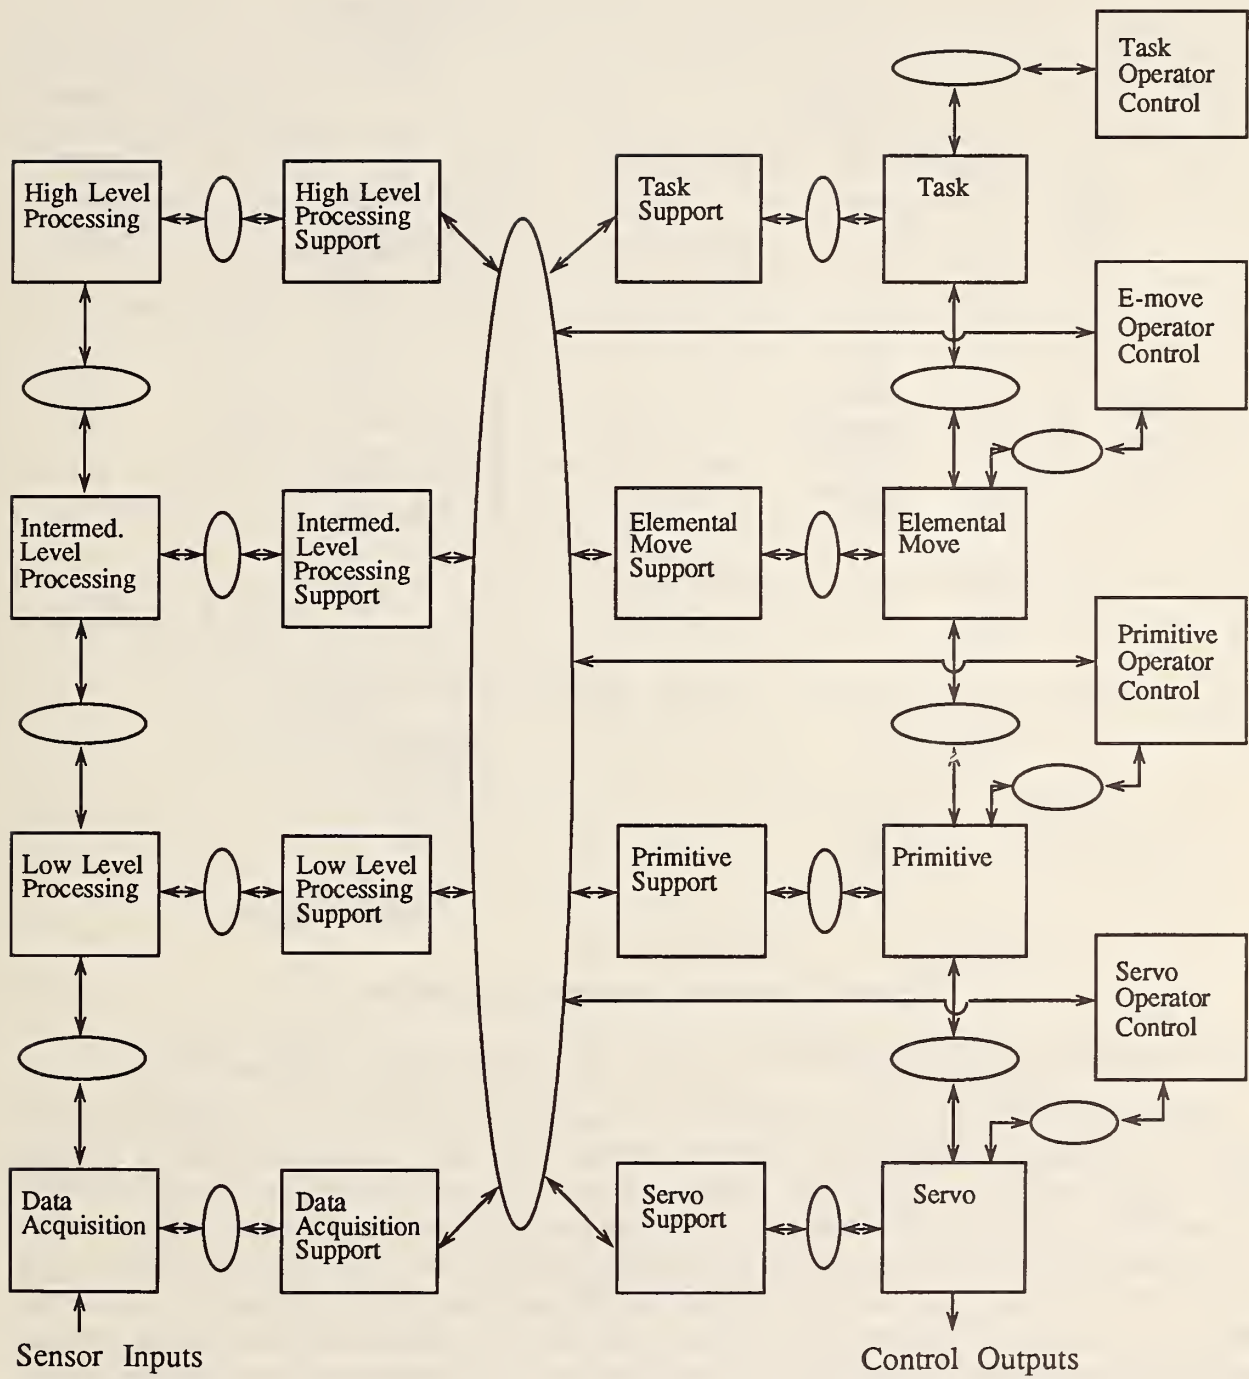 Task
Operator
Control
High Level
Processing
High Level
Processing
Support
Task
Support
Task
E-move
Operator
Control
Intermed.
Level
Processing
Intermed.
Level
Processing
Support
Elemental
Move
Support
Elemental
Move
Primitive
Operator
Control
Low Level
Processing
Low Level
Processing
Support
Primitive
Support
Primitive
Servo
Operator
Control
Data
Acquisition
Data
Acquisition
Support
Servo
Support
Servo
Sensor Inputs
Control Outputs